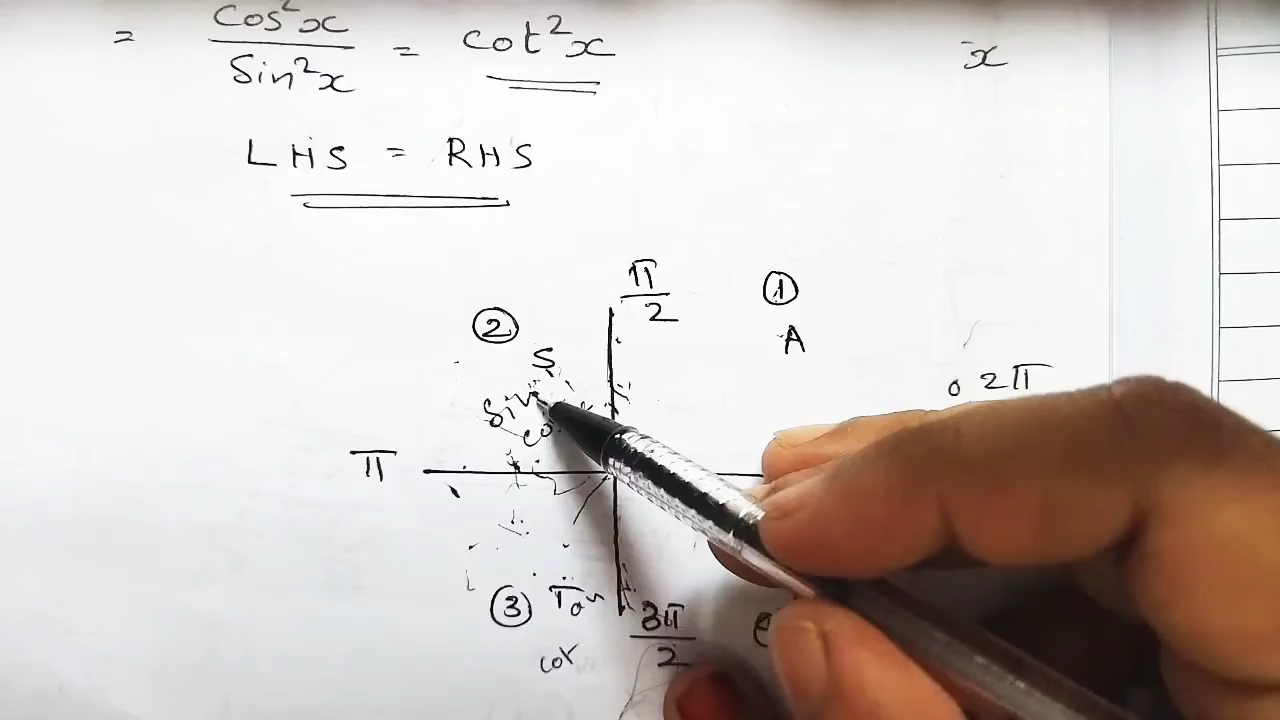 = cos²x / sin²x = cot²x
x
LHS = RHS
π/2
①
②
A
S
0 2π
Sin
π
③ Tan
3π/2
cot